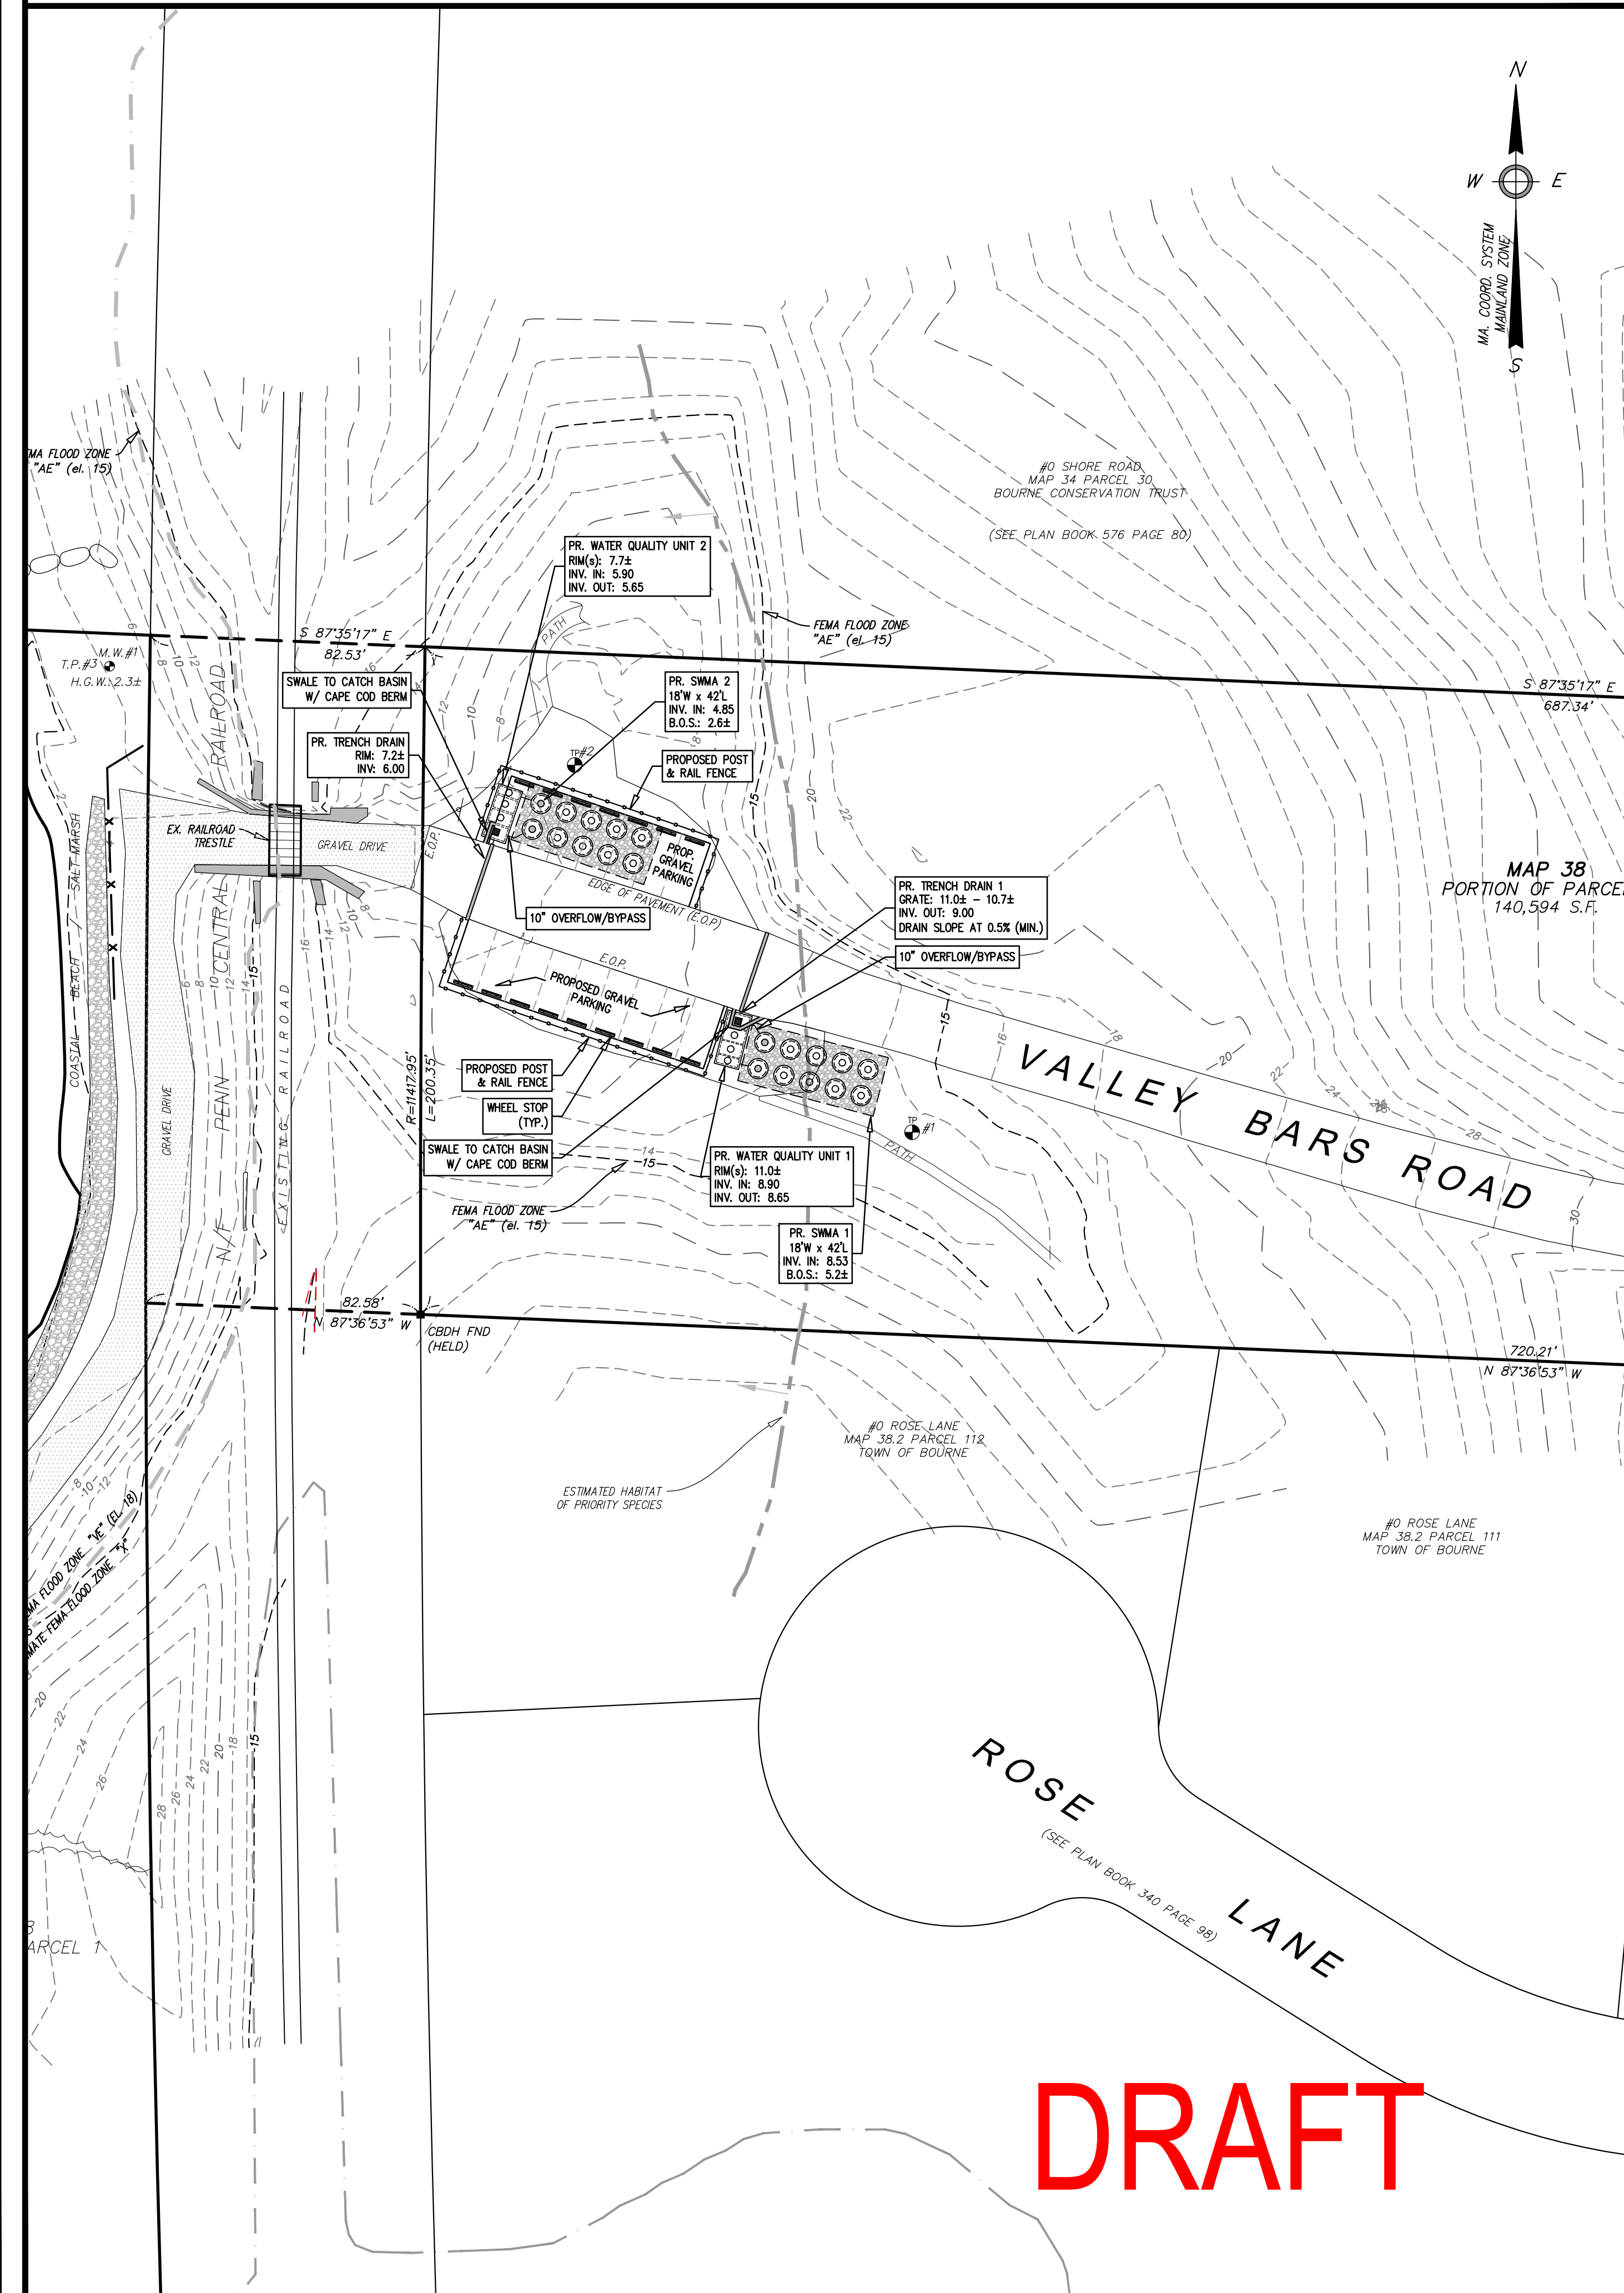 N
W
E
S
MA. COORD. SYSTEM
MAINLAND ZONE
MA FLOOD ZONE
"AE" (el. 15)
#0 SHORE ROAD
MAP 34 PARCEL 30
BOURNE CONSERVATION TRUST
(SEE PLAN BOOK 576 PAGE 80)
PR. WATER QUALITY UNIT 2
RIM(s): 7.7±
INV. IN: 5.90
INV. OUT: 5.65
PATH
FEMA FLOOD ZONE
"AE" (el. 15)
S 87°35'17" E
82.53'
M.W.#1
T.P.#3
H.G.W.: 2.3±
SWALE TO CATCH BASIN
W/ CAPE COD BERM
PR. SWMA 2
18'W x 42'L
INV. IN: 4.85
B.O.S.: 2.6±
S 87°35'17" E
687.34'
PR. TRENCH DRAIN
RIM: 7.2±
INV: 6.00
TP#2
PROPOSED POST
& RAIL FENCE
RAILROAD
EX. RAILROAD
TRESTLE
GRAVEL DRIVE
E.O.P.
PROP.
GRAVEL
PARKING
EDGE OF PAVEMENT (E.O.P.)
10" OVERFLOW/BYPASS
PR. TRENCH DRAIN 1
GRATE: 11.0± - 10.7±
INV. OUT: 9.00
DRAIN SLOPE AT 0.5% (MIN.)
10" OVERFLOW/BYPASS
MAP 38
PORTION OF PARCE
140,594 S.F.
COASTAL BEACH / SALT MARSH
CENTRAL
E.O.P.
PROPOSED GRAVEL
PARKING
EXISTING RAILROAD
GRAVEL DRIVE
PENN
N/F
R=11417.95'
L=200.35'
PROPOSED POST
& RAIL FENCE
WHEEL STOP
(TYP.)
SWALE TO CATCH BASIN
W/ CAPE COD BERM
VALLEY BARS ROAD
TP
#1
PATH
PR. WATER QUALITY UNIT 1
RIM(s): 11.0±
INV. IN: 8.90
INV. OUT: 8.65
FEMA FLOOD ZONE
"AE" (el. 15)
PR. SWMA 1
18'W x 42'L
INV. IN: 8.53
B.O.S.: 5.2±
82.58'
N 87°36'53" W
CBDH FND
(HELD)
720.21'
N 87°36'53" W
#0 ROSE LANE
MAP 38.2 PARCEL 112
TOWN OF BOURNE
ESTIMATED HABITAT
OF PRIORITY SPECIES
#0 ROSE LANE
MAP 38.2 PARCEL 111
TOWN OF BOURNE
EMA FLOOD ZONE "VE" (EL. 18)
MATE FEMA FLOOD ZONE "X"
ROSE LANE
(SEE PLAN BOOK 340 PAGE 98)
ARCEL 1
DRAFT